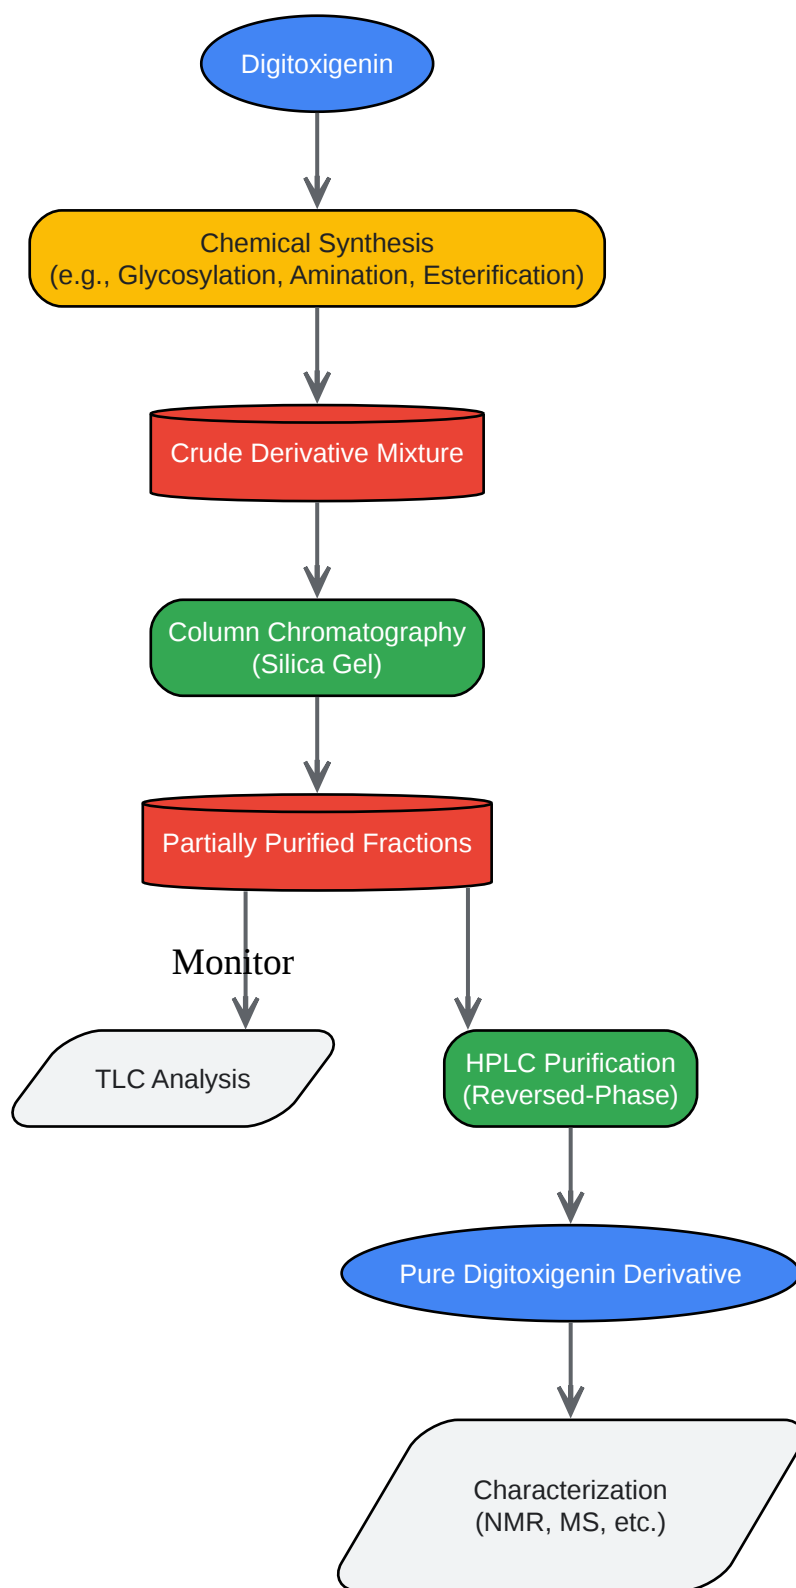 Digitoxigenin
Chemical Synthesis
(e.g., Glycosylation, Amination, Esterification)
Crude Derivative Mixture
Column Chromatography
(Silica Gel)
Partially Purified Fractions
Monitor
TLC Analysis
HPLC Purification
(Reversed-Phase)
Pure Digitoxigenin Derivative
Characterization
(NMR, MS, etc.)